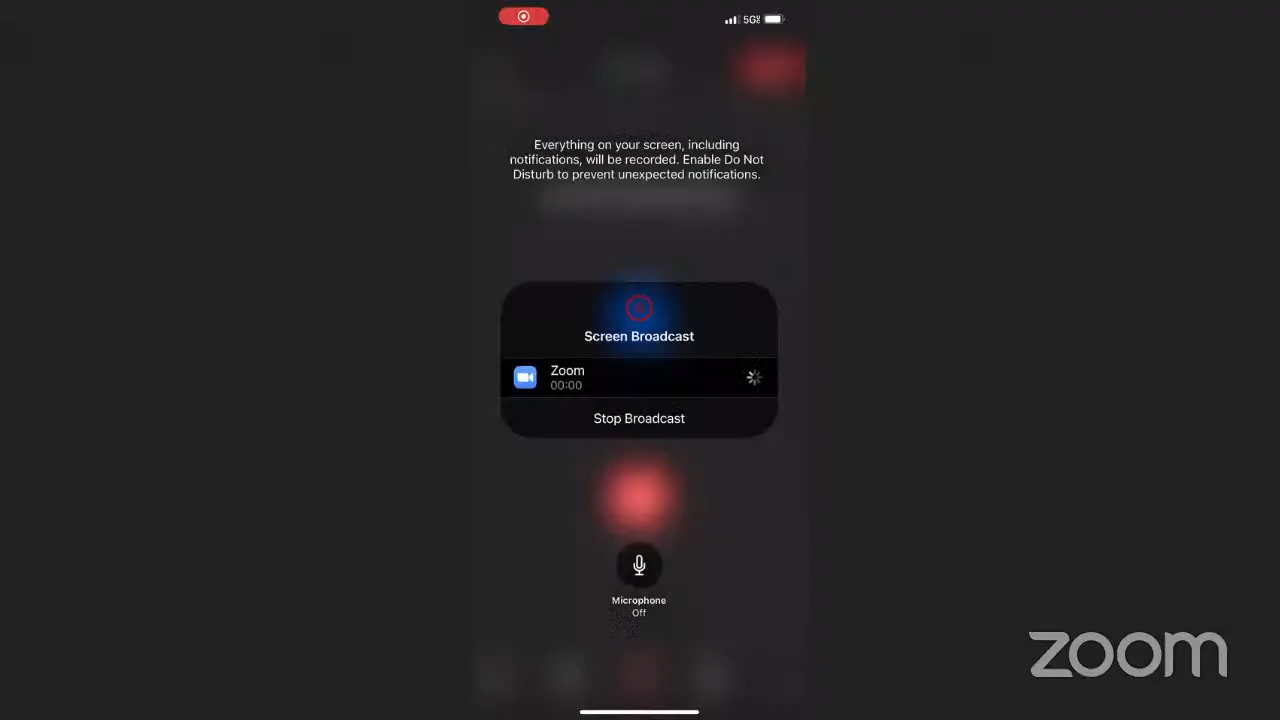 5G
Everything on your screen, including
notifications, will be recorded. Enable Do Not
Disturb to prevent unexpected notifications.
Screen Broadcast
Zoom
00:00
Stop Broadcast
Microphone
Off
zoom